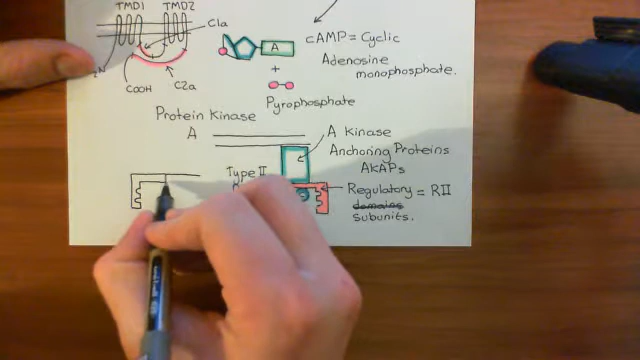 TMD1 TMD2
C1a
N
COOH
C2a
A
cAMP = Cyclic
Adenosine
monophosphate.
+
Pyrophosphate
Protein Kinase
A
A Kinase
Anchoring Proteins
AKAPs
Type II
Regulatory = RII
domains
subunits.